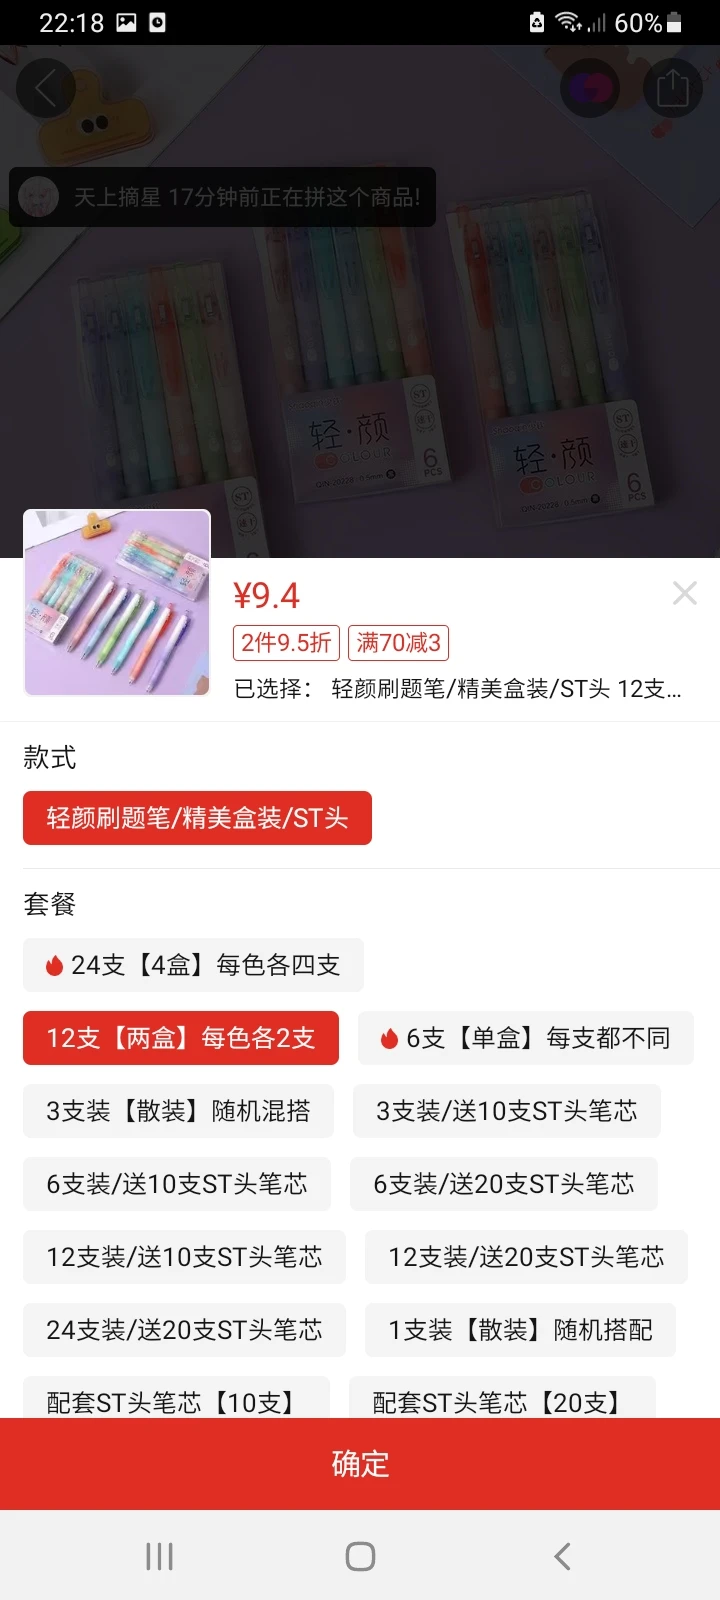 22:18
60%
天上摘星 17分钟前正在拼这个商品!
轻·颜
COLOUR
6
PCS
QIN-20228 0.5mm
ST
轻·颜
COLOUR
6
PCS
QIN-20228 0.5mm
ST
ST
¥9.4
2件9.5折 满70减3
已选择： 轻颜刷题笔/精美盒装/ST头 12支...
款式
轻颜刷题笔/精美盒装/ST头
套餐
24支【4盒】每色各四支
12支【两盒】每色各2支 6支【单盒】每支都不同
3支装【散装】随机混搭 3支装/送10支ST头笔芯
6支装/送10支ST头笔芯 6支装/送20支ST头笔芯
12支装/送10支ST头笔芯 12支装/送20支ST头笔芯
24支装/送20支ST头笔芯 1支装【散装】随机搭配
配套ST头笔芯【10支】 配套ST头笔芯【20支】
确定